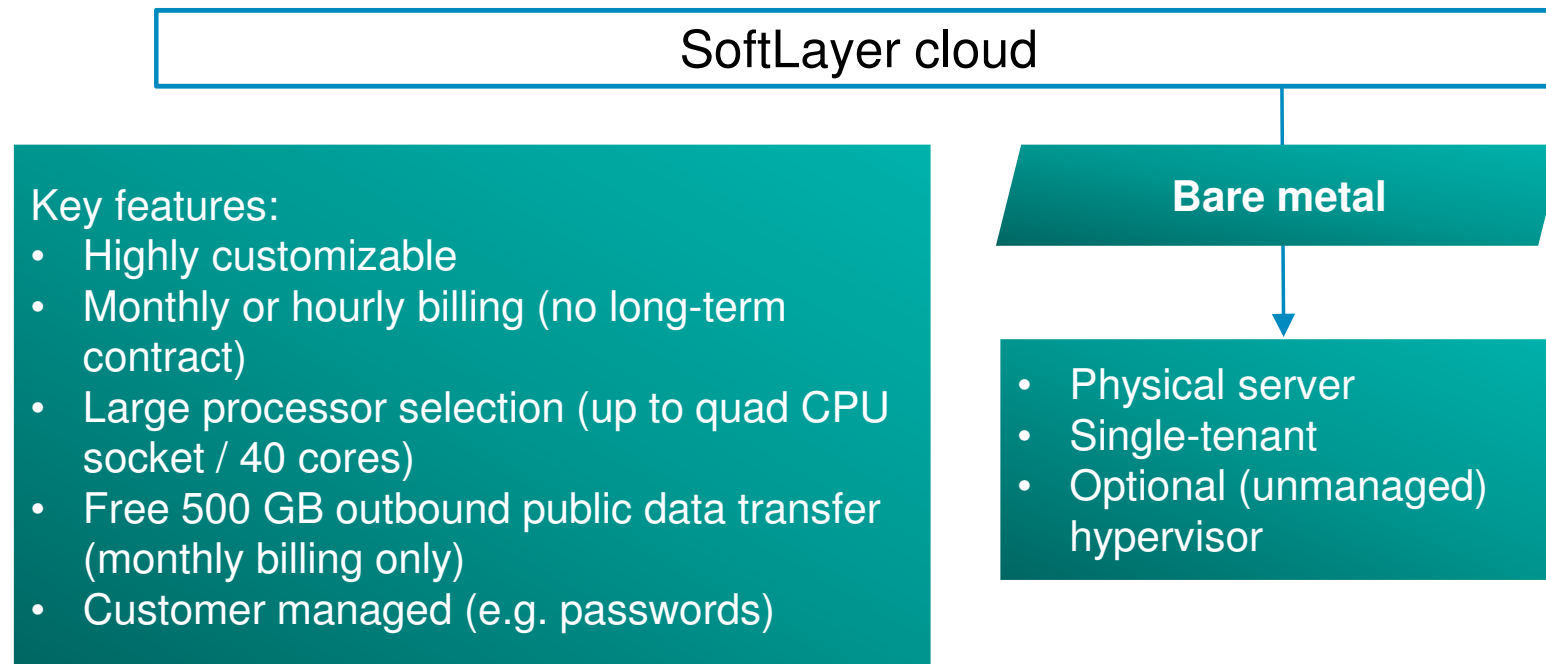 SoftLayer cloud
Key features:
• Highly customizable
• Monthly or hourly billing (no long-term
contract)
• Large processor selection (up to quad CPU
socket / 40 cores)
• Free 500 GB outbound public data transfer
(monthly billing only)
• Customer managed (e.g. passwords)
Bare metal
• Physical server
• Single-tenant
• Optional (unmanaged)
hypervisor